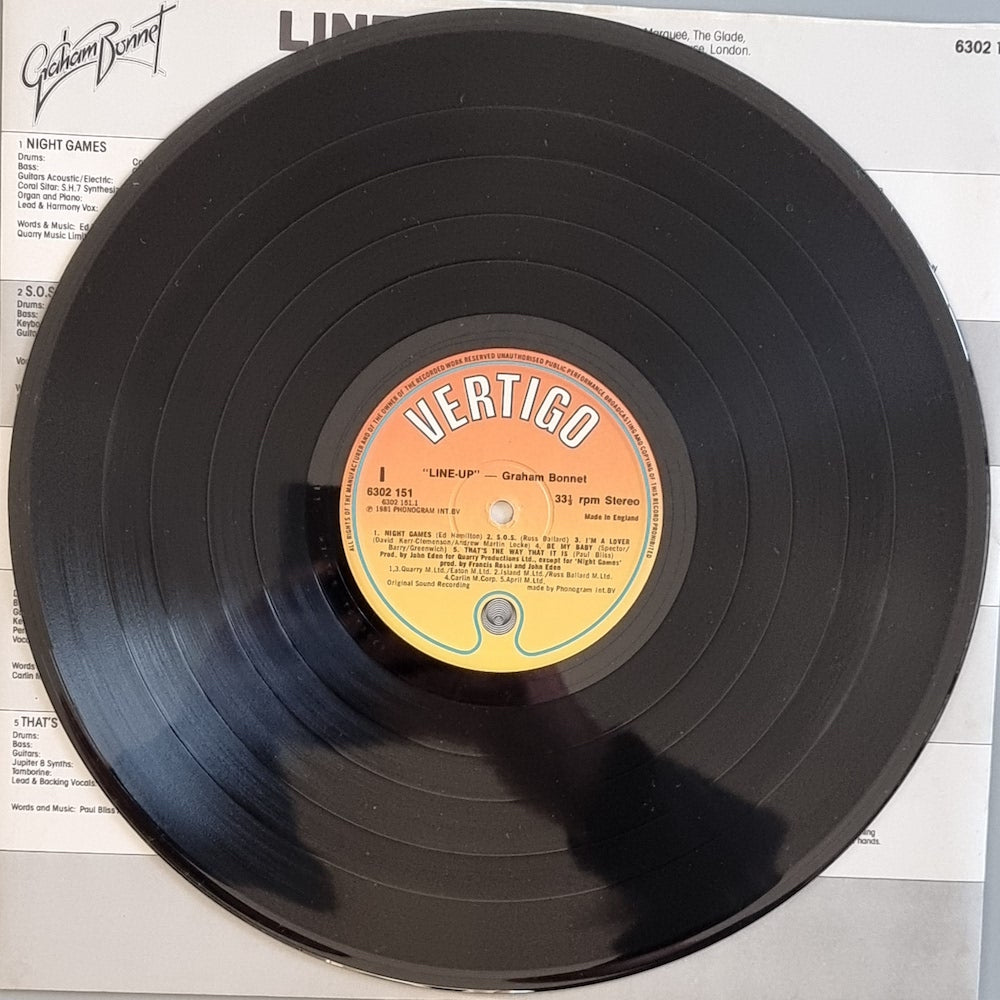 Graham Bonnet
LINE
Marquee, The Glade,
London.
6302 1
1 NIGHT GAMES
Drums:
Bass:
Guitars Acoustic/Electric:
Coral Sitar: S.H.7 Synthesi
Organ and Piano:
Lead & Harmony Vox:
Words & Music: Ed
Quarry Music Limi
2 S.O.S
Drums:
Bass:
Keybo
Guita
Words
Carlin M
5 THAT'S
Drums:
Bass:
Guitars:
Jupiter 8 Synths:
Tamborine:
Lead & Backing Vocals:
Words and Music: Paul Bliss
hands.
ALL RIGHTS OF THE MANUFACTURER AND OF THE OWNER OF THE RECORDED WORK RESERVED UNAUTHORISED PUBLIC PERFORMANCE BROADCASTING AND COPYING OF THIS RECORD PROHIBITED
VERTIGO
I
"LINE-UP" — Graham Bonnet
6302 151
6302 151.1
℗ 1981 PHONOGRAM INT.BV
33⅓ rpm Stereo
Made in England
1. NIGHT GAMES (Ed Hamilton) 2. S.O.S. (Russ Ballard) 3. I'M A LOVER
(David Kerr-Clemenson/Andrew Martin Locke) 4. BE MY BABY (Spector/
Barry/Greenwich) 5. THAT'S THE WAY THAT IT IS (Paul Bliss)
Prod. by John Eden for Quarry Productions Ltd., except for 'Night Games'
prod. by Francis Rossi and John Eden
1,3.Quarry M.Ltd./Eaton M.Ltd. 2.Island M.Ltd./Russ Ballard M.Ltd.
4.Carlin M.Corp. 5.April M.Ltd.
Original Sound Recording made by Phonogram Int.BV